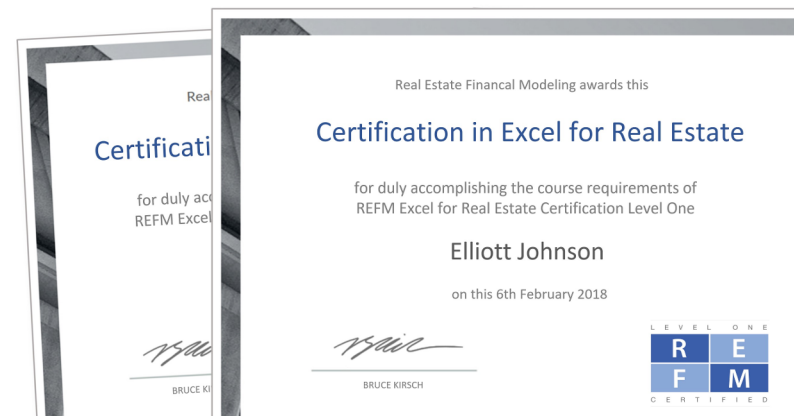 Real Estate Financal Modeling awards this
Certification in Excel for Real Estate
for duly accomplishing the course requirements of
REFM Excel for Real Estate Certification Level One
Elliott Johnson
on this 6th February 2018
BRUCE KIRSCH
LEVEL ONE
R E
F M
CERTIFIED
Rea
Certificati
for duly acc
REFM Excel
BRUCE KI